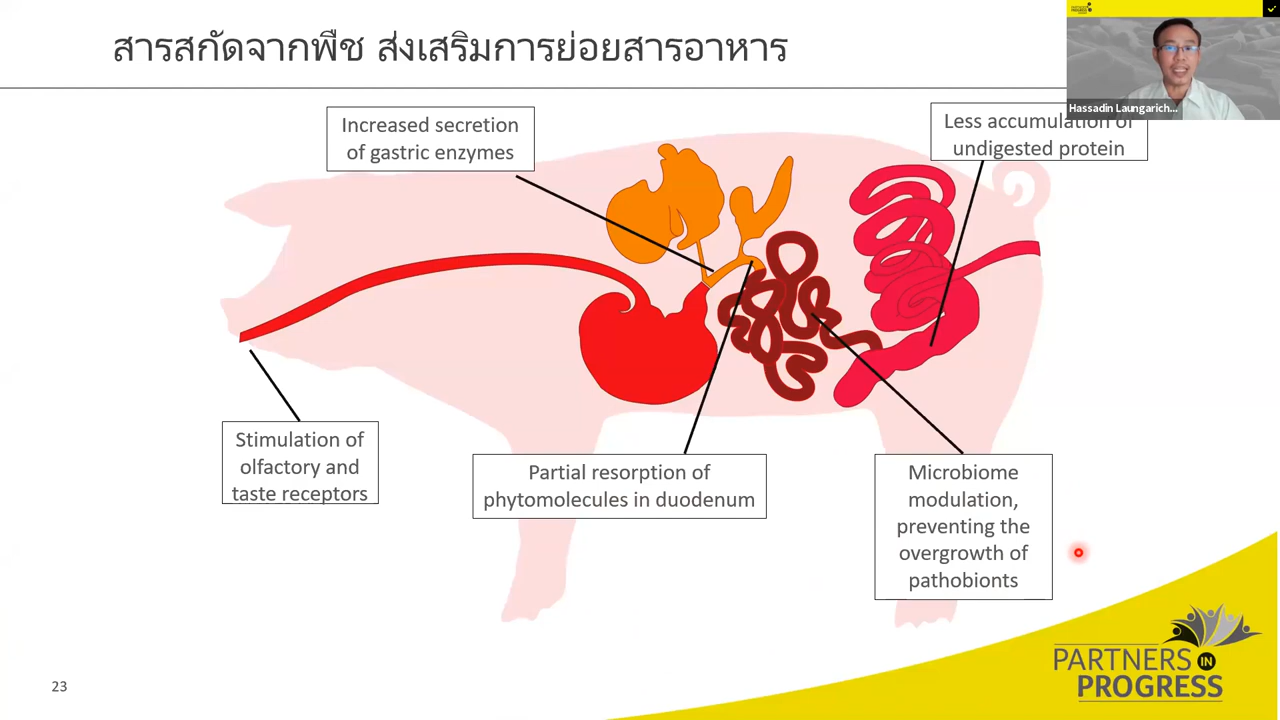 สารสกัดจากพืช ส่งเสริมการย่อยสารอาหาร
Hassadin Laungarich...
Increased secretion
of gastric enzymes
Less accumulation of
undigested protein
Stimulation of
olfactory and
taste receptors
Partial resorption of
phytomolecules in duodenum
Microbiome
modulation,
preventing the
overgrowth of
pathobionts
PARTNERS IN
PROGRESS
23